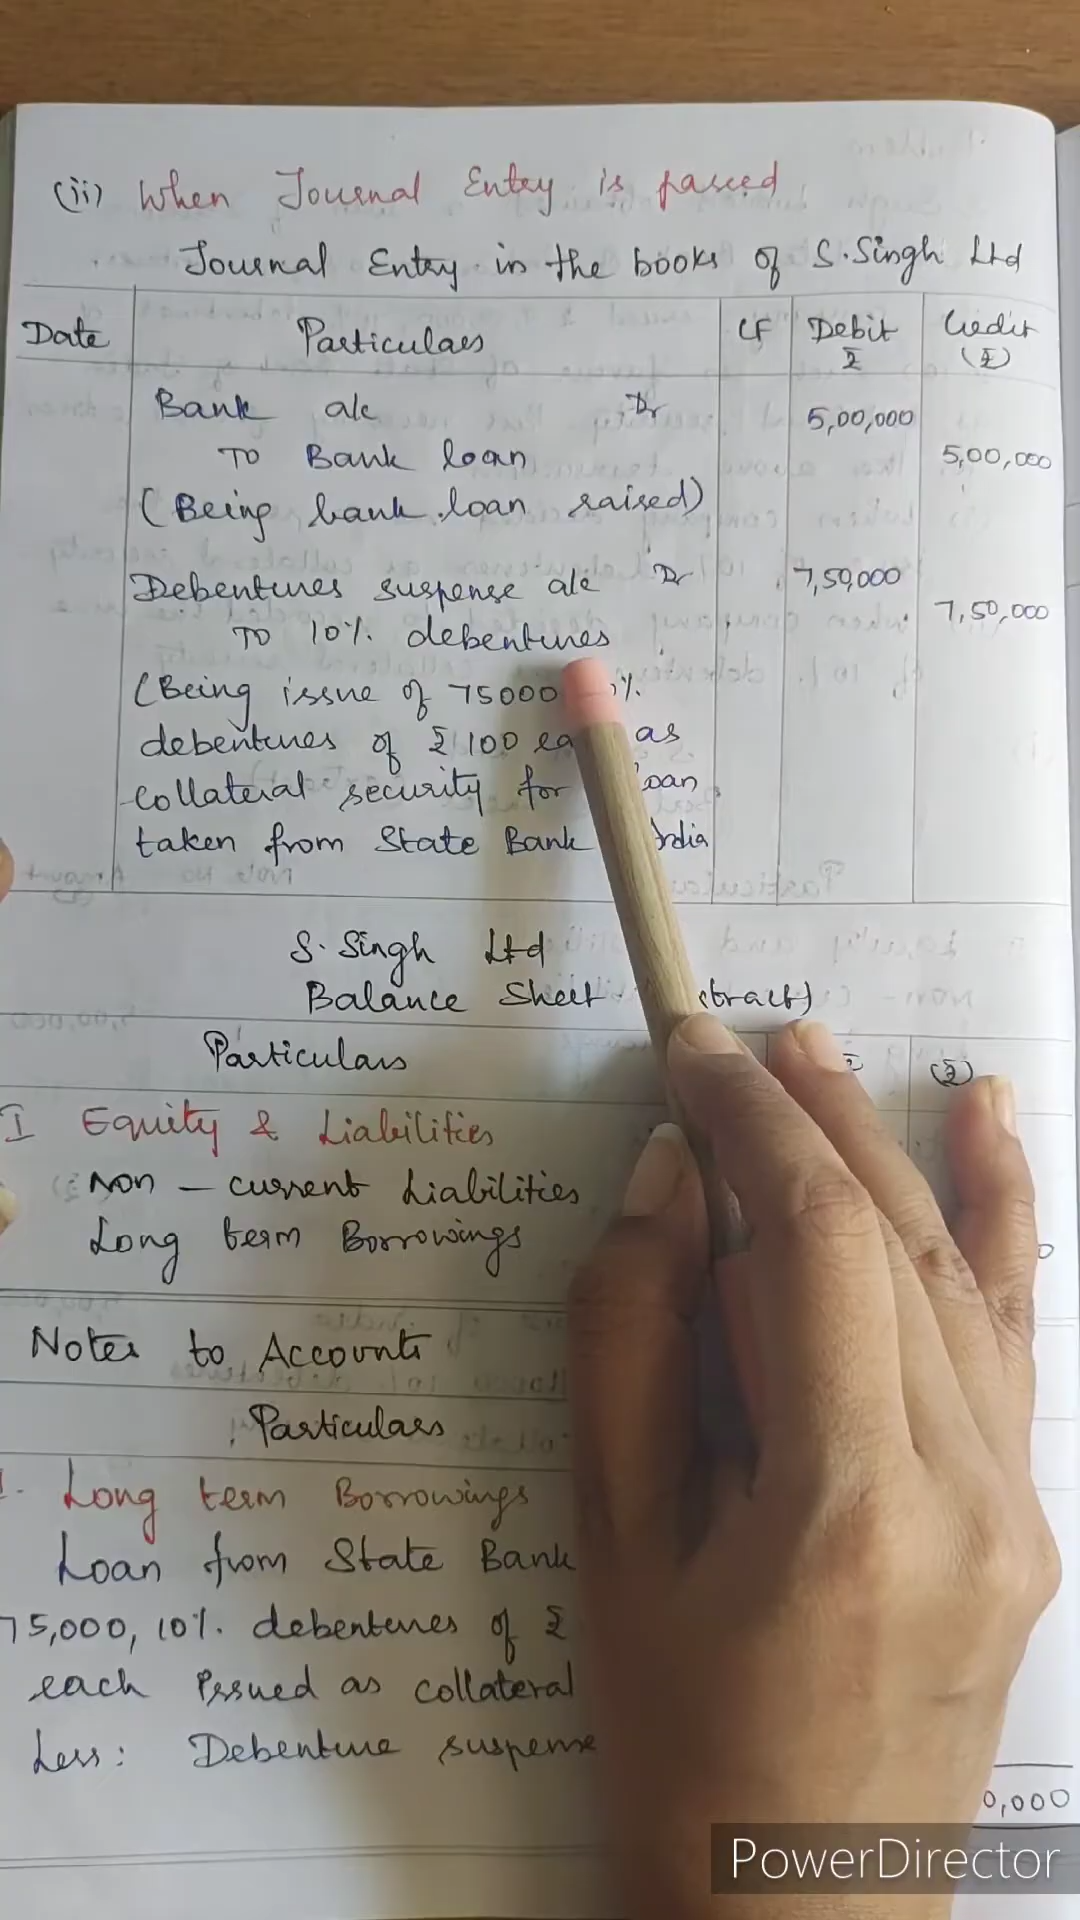 (ii) When Journal Entry is passed
Journal Entry in the books of S. Singh Ltd
Date Particulars LF Debit ₹ Credit (₹)
Bank a/c Dr 5,00,000
To Bank loan 5,00,000
(Being bank loan raised)
Debentures suspense a/c Dr 7,50,000
To 10% debentures 7,50,000
(Being issue of 75000 %
debentures of ₹ 100 as
collateral security for loan
taken from State Bank India
S. Singh Ltd
Balance Sheet
Particulars ₹ (₹)
I Equity & Liabilities
Non - current Liabilities
Long term Borrowings
Notes to Accounts
Particulars
1. Long term Borrowings
Loan from State Bank
75,000, 10% debentures of ₹
each issued as collateral
Less: Debenture suspense
0,000
PowerDirector